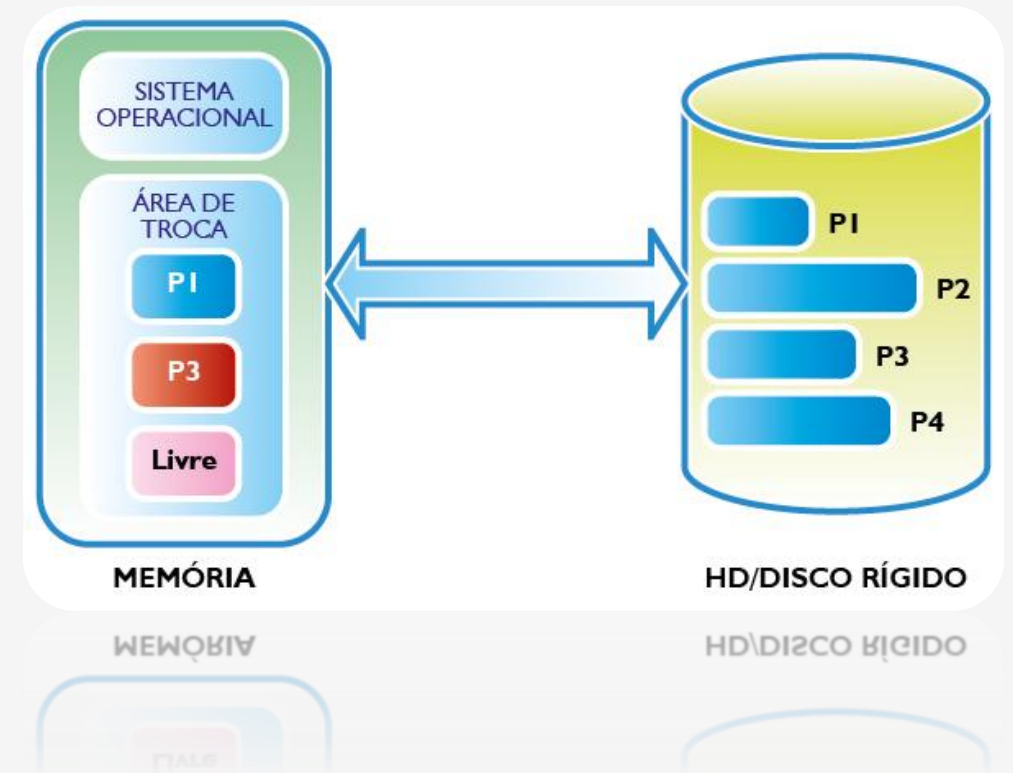 SISTEMA
OPERACIONAL
ÁREA DE
TROCA
P1
P3
Livre
MEMÓRIA
P1
P2
P3
P4
HD/DISCO RÍGIDO
MEMÓRIA
HD/DISCO RÍGIDO
Livre